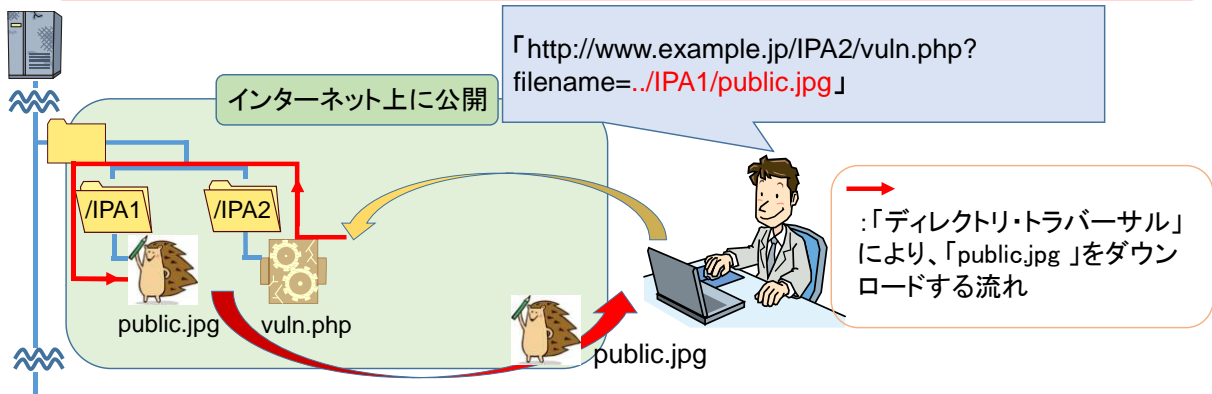 「http://www.example.jp/IPA2/vuln.php?
filename=../IPA1/public.jpg」
インターネット上に公開
/IPA1
/IPA2
public.jpg
vuln.php
public.jpg
:「ディレクトリ・トラバーサル」
により、「public.jpg 」をダウン
ロードする流れ